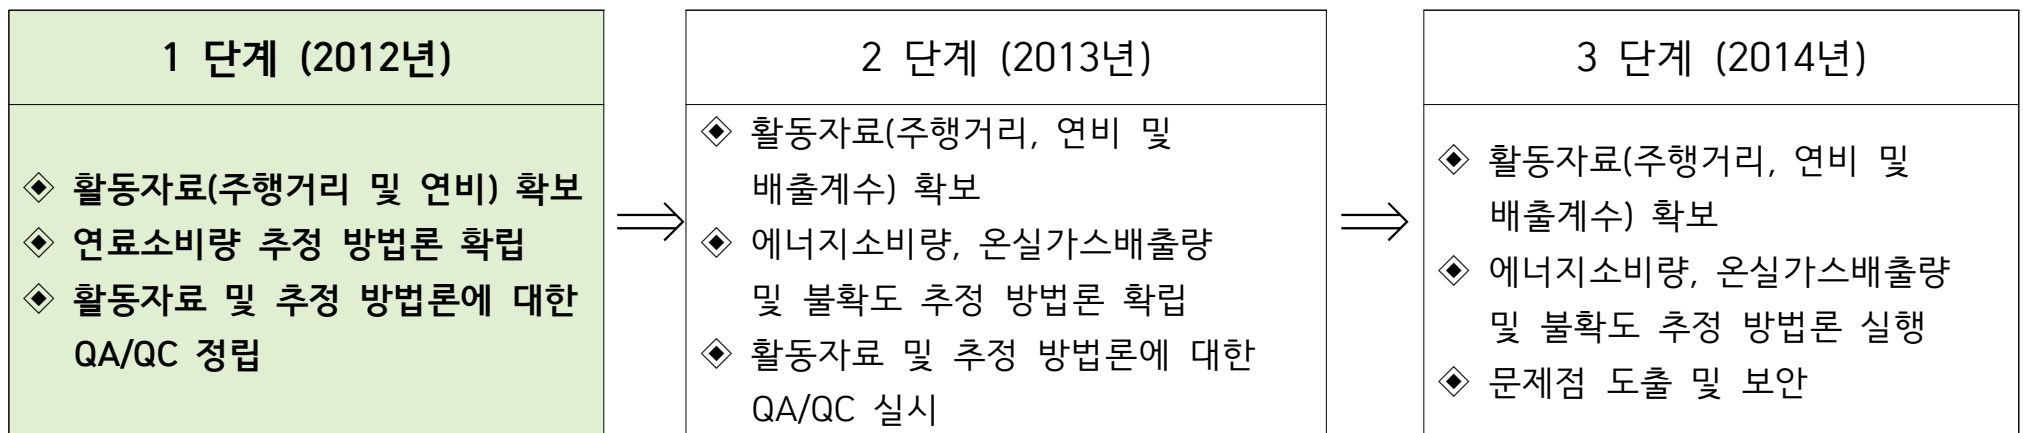 1 단계 (2012년)
◈ 활동자료(주행거리 및 연비) 확보
◈ 연료소비량 추정 방법론 확립
◈ 활동자료 및 추정 방법론에 대한
QA/QC 정립
2 단계 (2013년)
◈ 활동자료(주행거리, 연비 및
배출계수) 확보
◈ 에너지소비량, 온실가스배출량
및 불확도 추정 방법론 확립
◈ 활동자료 및 추정 방법론에 대한
QA/QC 실시
3 단계 (2014년)
◈ 활동자료(주행거리, 연비 및
배출계수) 확보
◈ 에너지소비량, 온실가스배출량
및 불확도 추정 방법론 실행
◈ 문제점 도출 및 보안